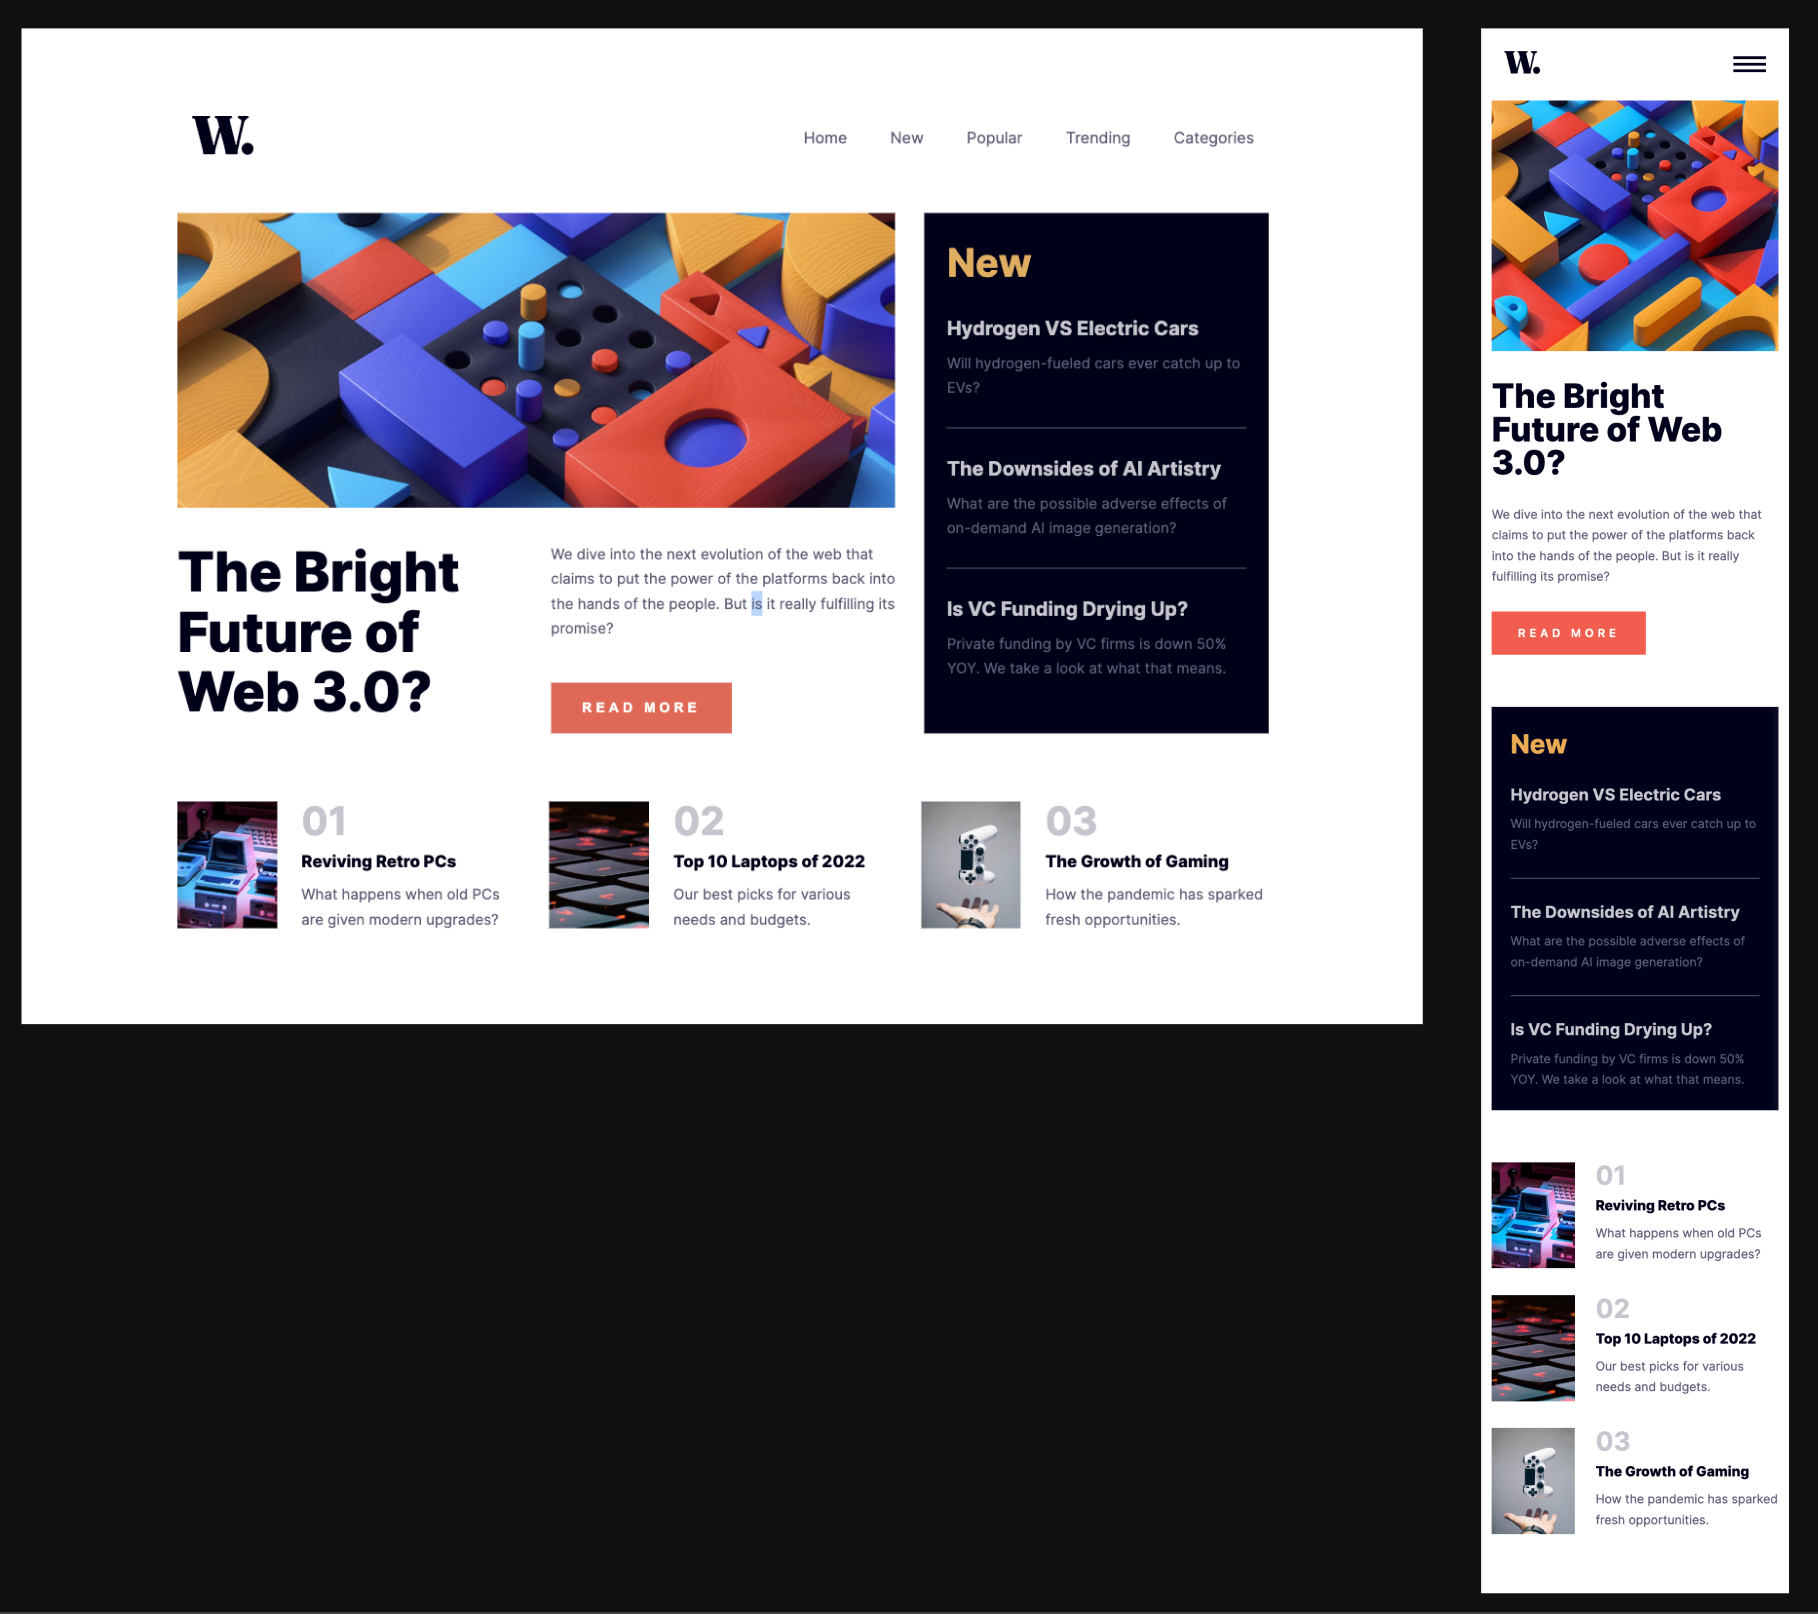 W.
Home New Popular Trending Categories
New
Hydrogen VS Electric Cars
Will hydrogen-fueled cars ever catch up to
EVs?
The Downsides of AI Artistry
What are the possible adverse effects of
on-demand AI image generation?
Is VC Funding Drying Up?
Private funding by VC firms is down 50%
YOY. We take a look at what that means.
The Bright
Future of
Web 3.0?
We dive into the next evolution of the web that
claims to put the power of the platforms back into
the hands of the people. But is it really fulfilling its
promise?
READ MORE
01
Reviving Retro PCs
What happens when old PCs
are given modern upgrades?
02
Top 10 Laptops of 2022
Our best picks for various
needs and budgets.
03
The Growth of Gaming
How the pandemic has sparked
fresh opportunities.
W.
The Bright
Future of Web
3.0?
We dive into the next evolution of the web that
claims to put the power of the platforms back
into the hands of the people. But is it really
fulfilling its promise?
READ MORE
New
Hydrogen VS Electric Cars
Will hydrogen-fueled cars ever catch up to
EVs?
The Downsides of AI Artistry
What are the possible adverse effects of
on-demand AI image generation?
Is VC Funding Drying Up?
Private funding by VC firms is down 50%
YOY. We take a look at what that means.
01
Reviving Retro PCs
What happens when old PCs
are given modern upgrades?
02
Top 10 Laptops of 2022
Our best picks for various
needs and budgets.
03
The Growth of Gaming
How the pandemic has sparked
fresh opportunities.